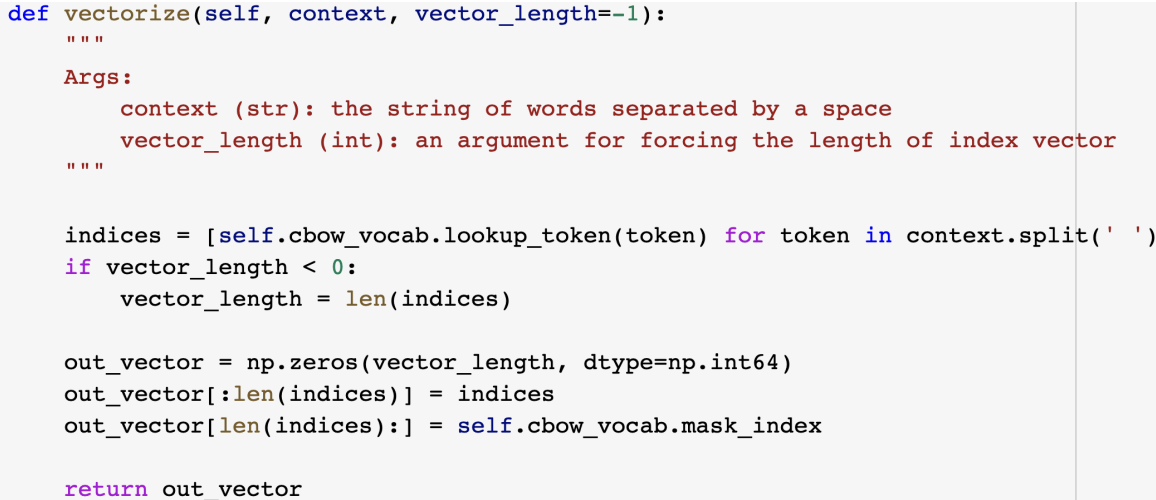 def vectorize(self, context, vector_length=-1):
    """
    Args:
        context (str): the string of words separated by a space
        vector_length (int): an argument for forcing the length of index vector
    """

    indices = [self.cbow_vocab.lookup_token(token) for token in context.split(' ')
    if vector_length < 0:
        vector_length = len(indices)

    out_vector = np.zeros(vector_length, dtype=np.int64)
    out_vector[:len(indices)] = indices
    out_vector[len(indices):] = self.cbow_vocab.mask_index

    return out_vector